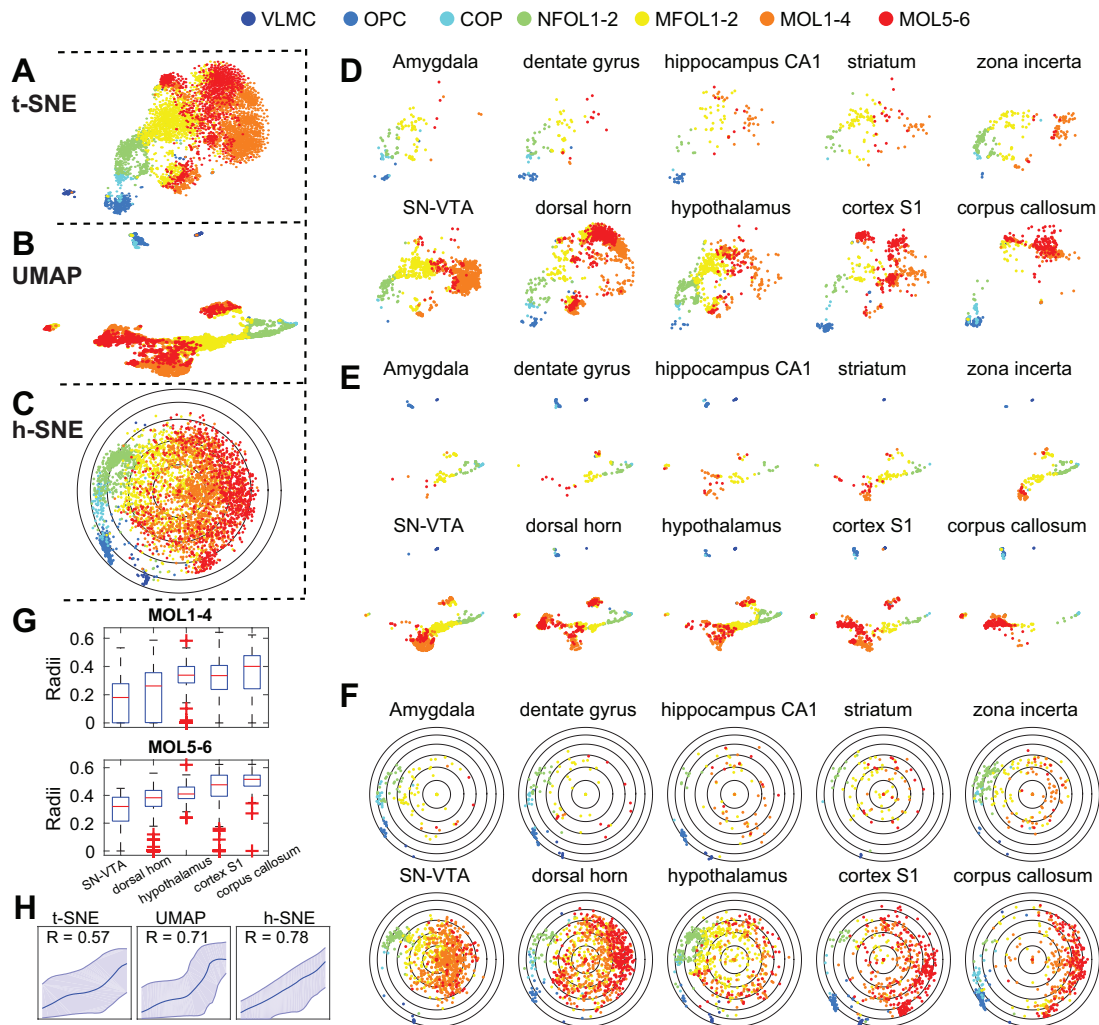 VLMC OPC COP NFOL1-2 MFOL1-2 MOL1-4 MOL5-6
A
t-SNE
B
UMAP
C
h-SNE
D
Amygdala dentate gyrus hippocampus CA1 striatum zona incerta
SN-VTA dorsal horn hypothalamus cortex S1 corpus callosum
E
Amygdala dentate gyrus hippocampus CA1 striatum zona incerta
SN-VTA dorsal horn hypothalamus cortex S1 corpus callosum
F
Amygdala dentate gyrus hippocampus CA1 striatum zona incerta
SN-VTA dorsal horn hypothalamus cortex S1 corpus callosum
G
MOL1-4
Radii
0.6
0.4
0.2
0
MOL5-6
Radii
0.6
0.4
0.2
0
SN-VTA dorsal horn hypothalamus cortex S1 corpus callosum
H
t-SNE UMAP h-SNE
R = 0.57 R = 0.71 R = 0.78